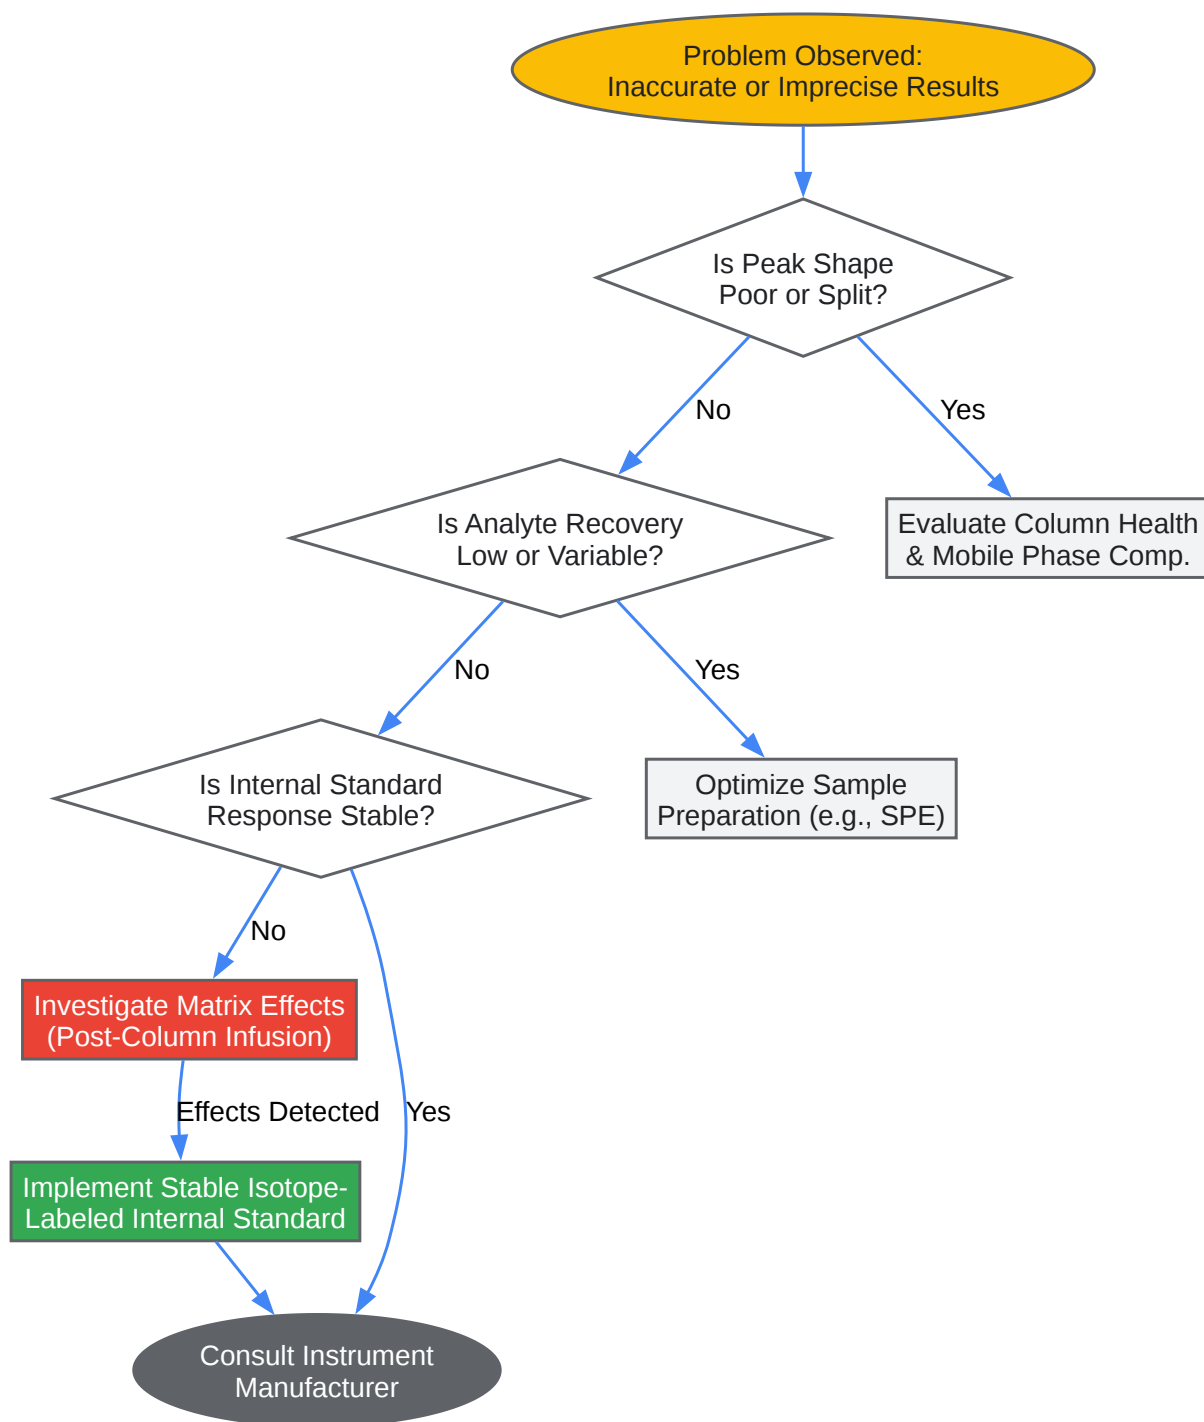 Problem Observed:
Inaccurate or Imprecise Results
Is Peak Shape
Poor or Split?
No
Yes
Is Analyte Recovery
Low or Variable?
Evaluate Column Health
& Mobile Phase Comp.
No
Yes
Is Internal Standard
Response Stable?
Optimize Sample
Preparation (e.g., SPE)
No
Investigate Matrix Effects
(Post-Column Infusion)
Effects Detected
Yes
Implement Stable Isotope-
Labeled Internal Standard
Consult Instrument
Manufacturer